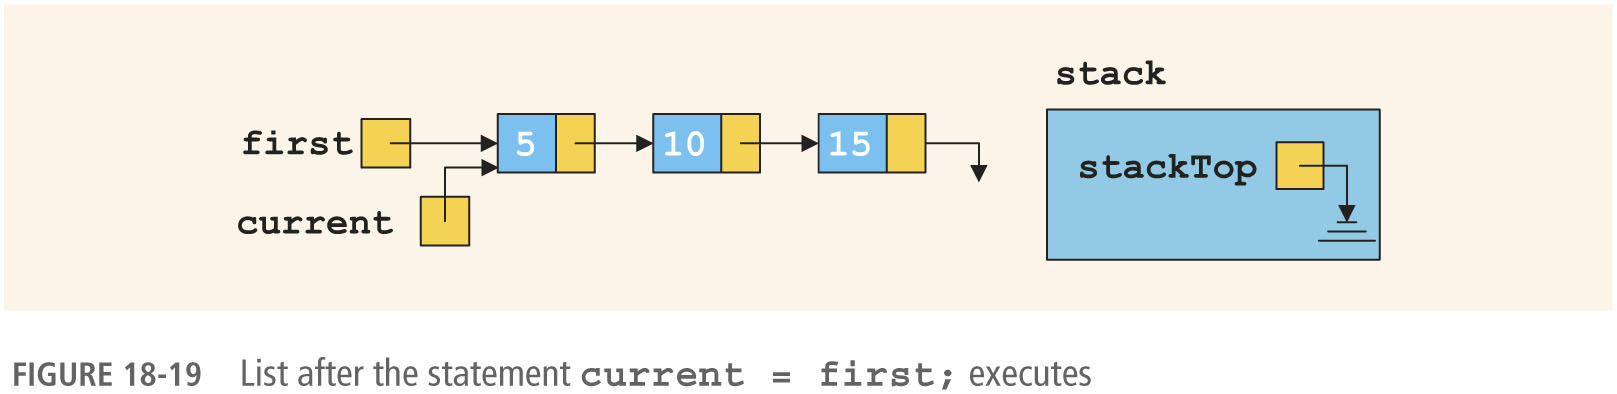 stack
first 5 10 15
stackTop
current
FIGURE 18-19 List after the statement current = first; executes